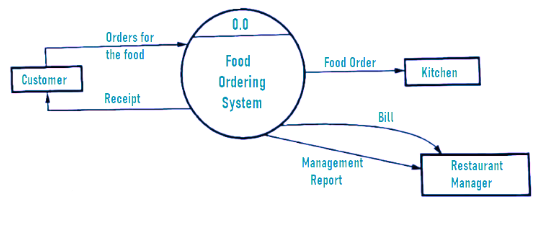 0.0
Orders for
the food
Food
Ordering
System
Food Order
Customer
Kitchen
Receipt
Bill
Management
Report
Restaurant
Manager